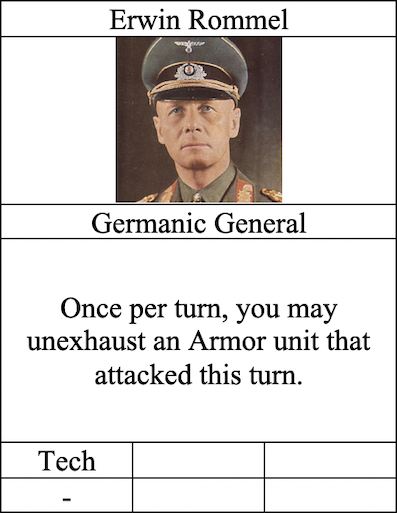 Erwin Rommel
Germanic General
Once per turn, you may
unexhaust an Armor unit that
attacked this turn.
Tech
-